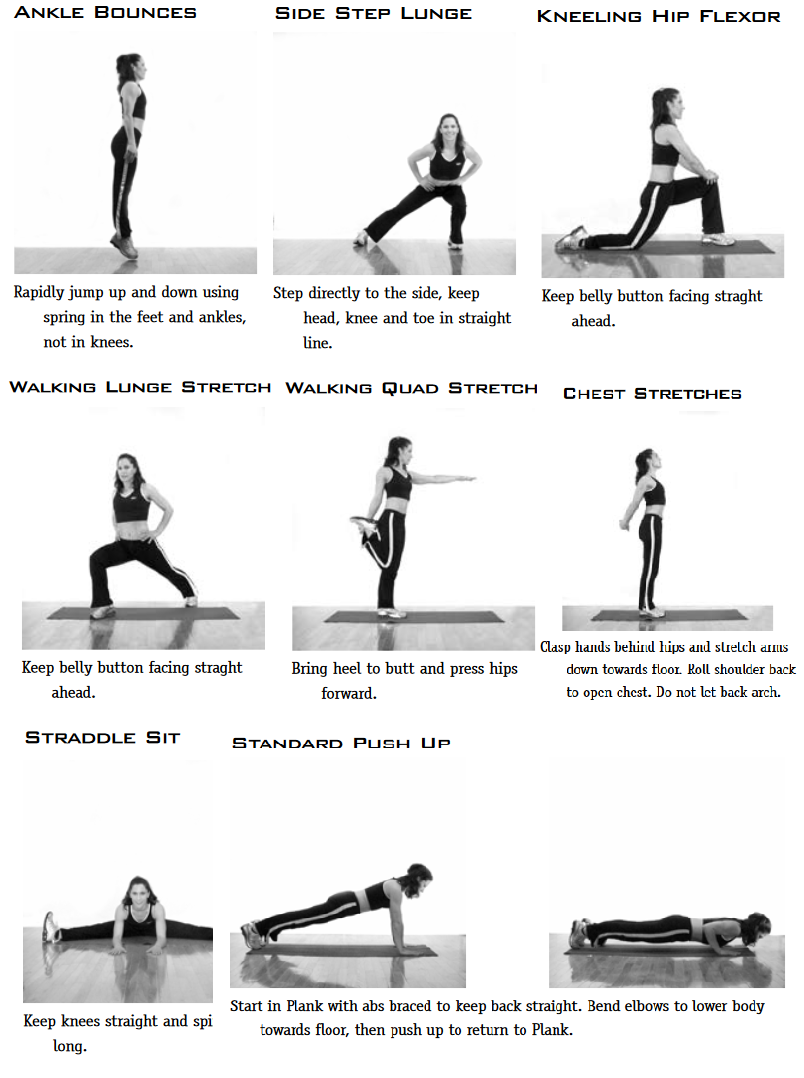 ANKLE BOUNCES
SIDE STEP LUNGE
KNEELING HIP FLEXOR
Rapidly jump up and down using
spring in the feet and ankles,
not in knees.
Step directly to the side, keep
head, knee and toe in straight
line.
Keep belly button facing straght
ahead.
WALKING LUNGE STRETCH
WALKING QUAD STRETCH
CHEST STRETCHES
Keep belly button facing straght
ahead.
Bring heel to butt and press hips
forward.
Clasp hands behind hips and stretch arms
down towards floor. Roll shoulder back
to open chest. Do not let back arch.
STRADDLE SIT
STANDARD PUSH UP
Keep knees straight and spi
long.
Start in Plank with abs braced to keep back straight. Bend elbows to lower body
towards floor, then push up to return to Plank.